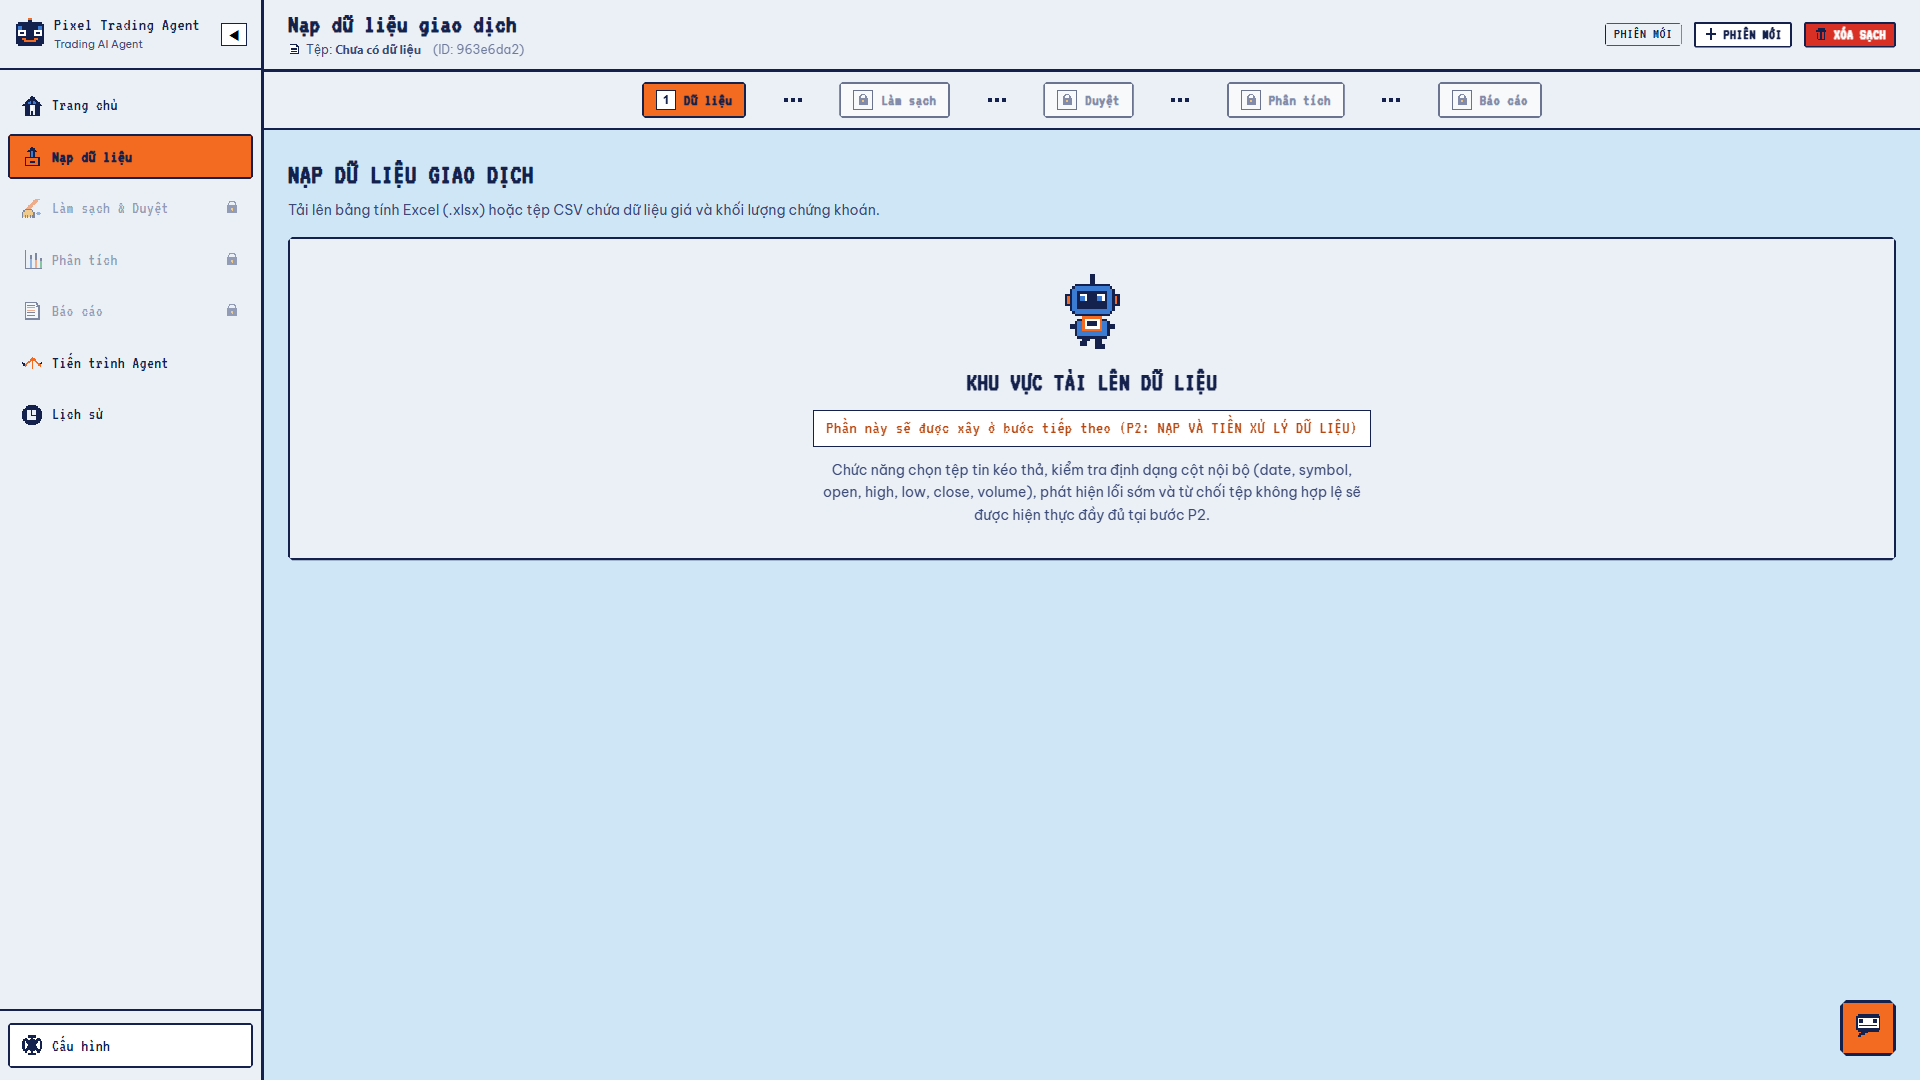 Pixel Trading Agent
Trading AI Agent
Trang chủ
Nạp dữ liệu
Làm sạch & Duyệt
Phân tích
Báo cáo
Tiến trình Agent
Lịch sử
Cấu hình
Nạp dữ liệu giao dịch
Tệp: Chưa có dữ liệu (ID: 963e6da2)
PHIÊN MỚI
PHIÊN MỚI
XÓA SẠCH
1 Dữ liệu
Làm sạch
Duyệt
Phân tích
Báo cáo
NẠP DỮ LIỆU GIAO DỊCH
Tải lên bảng tính Excel (.xlsx) hoặc tệp CSV chứa dữ liệu giá và khối lượng chứng khoán.
KHU VỰC TẢI LÊN DỮ LIỆU
Phần này sẽ được xây ở bước tiếp theo (P2: NẠP VÀ TIỀN XỬ LÝ DỮ LIỆU)
Chức năng chọn tệp tin kéo thả, kiểm tra định dạng cột nội bộ (date, symbol,
open, high, low, close, volume), phát hiện lỗi sớm và từ chối tệp không hợp lệ sẽ
được hiện thực đầy đủ tại bước P2.